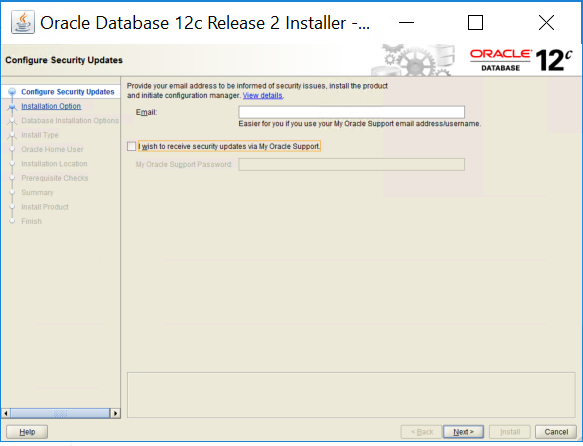 Oracle Database 12c Release 2 Installer -...
Configure Security Updates
ORACLE
DATABASE
12c
Configure Security Updates
Installation Option
Database Installation Options
Install Type
Oracle Home User
Installation Location
Prerequisite Checks
Summary
Install Product
Finish
Provide your email address to be informed of security issues, install the product
and initiate configuration manager. View details.
Email:
Easier for you if you use your My Oracle Support email address/username.
I wish to receive security updates via My Oracle Support.
My Oracle Support Password:
Help
< Back
Next >
Install
Cancel